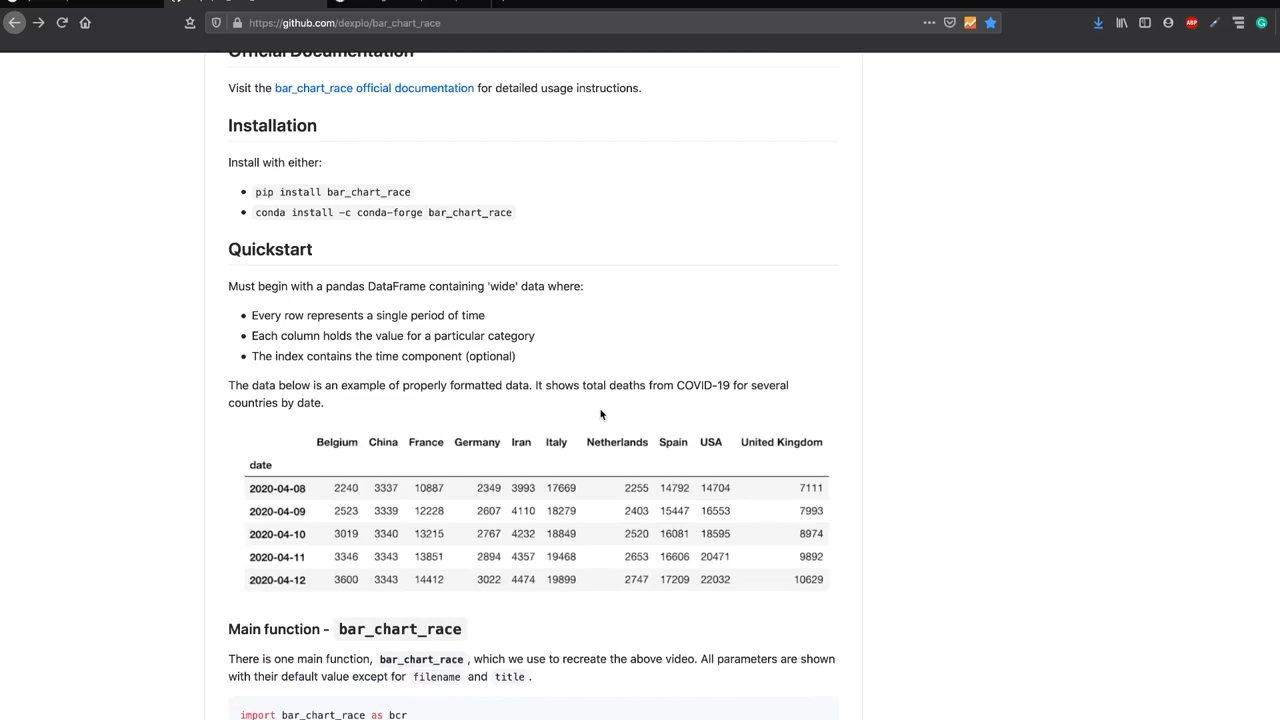 https://github.com/dexplo/bar_chart_race
Official Documentation
Visit the bar_chart_race official documentation for detailed usage instructions.
Installation
Install with either:
pip install bar_chart_race
conda install -c conda-forge bar_chart_race
Quickstart
Must begin with a pandas DataFrame containing 'wide' data where:
Every row represents a single period of time
Each column holds the value for a particular category
The index contains the time component (optional)
The data below is an example of properly formatted data. It shows total deaths from COVID-19 for several
countries by date.
Belgium China France Germany Iran Italy Netherlands Spain USA United Kingdom
date
2020-04-08 2240 3337 10887 2349 3993 17669 2255 14792 14704 7111
2020-04-09 2523 3339 12228 2607 4110 18279 2403 15447 16553 7993
2020-04-10 3019 3340 13215 2767 4232 18849 2520 16081 18595 8974
2020-04-11 3346 3343 13851 2894 4357 19468 2653 16606 20471 9892
2020-04-12 3600 3343 14412 3022 4474 19899 2747 17209 22032 10629
Main function - bar_chart_race
There is one main function, bar_chart_race, which we use to recreate the above video. All parameters are shown
with their default value except for filename and title.
import bar_chart_race as bcr